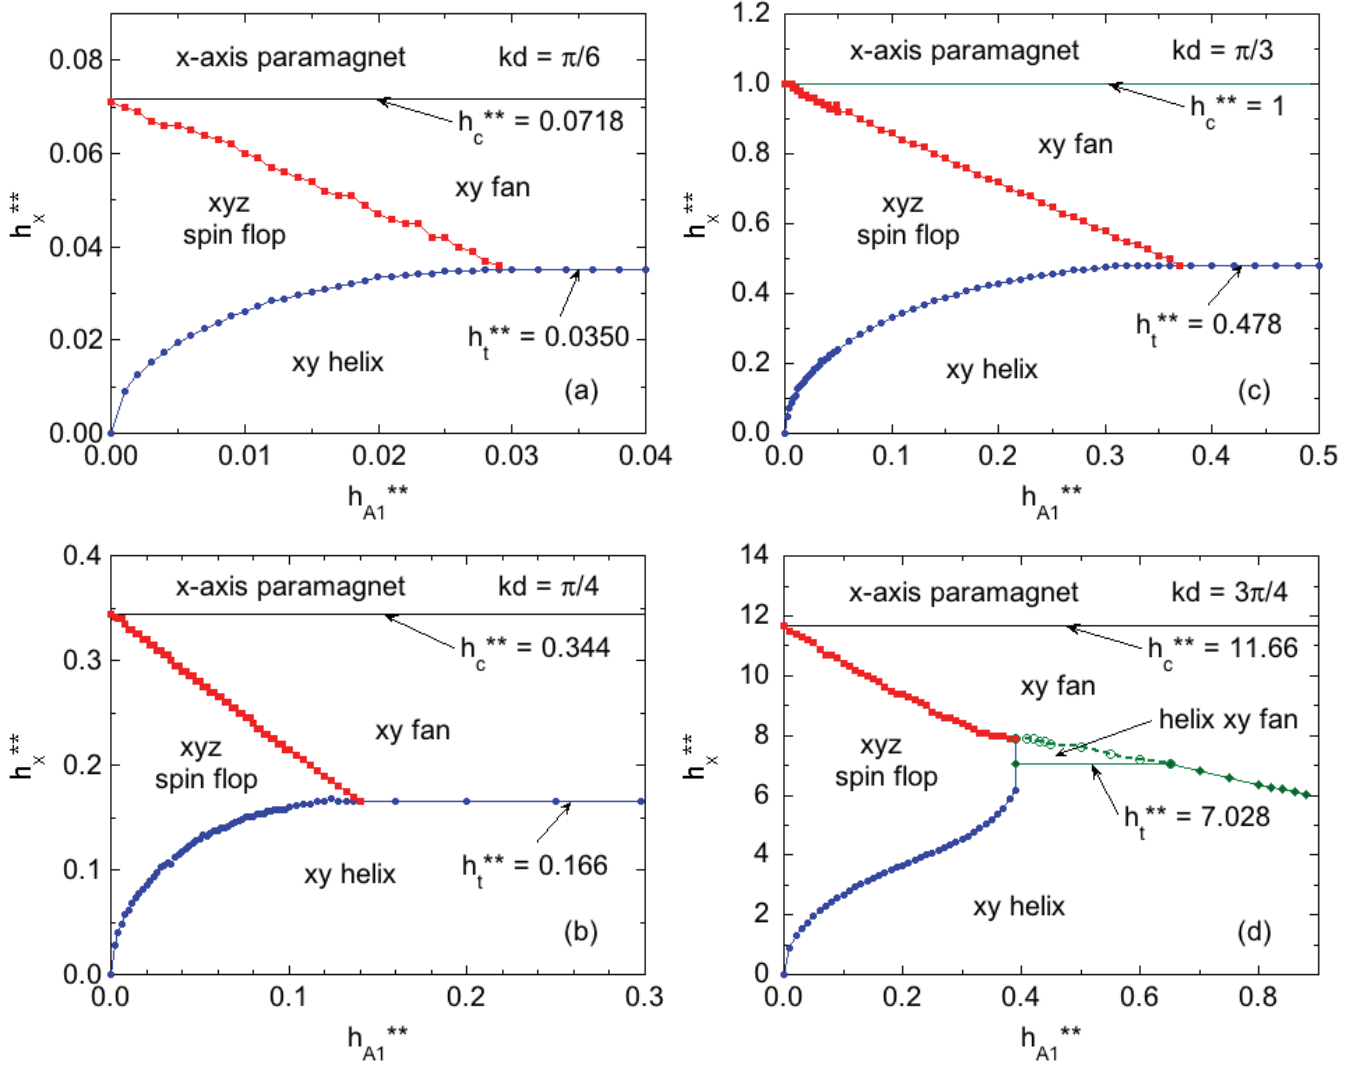 x-axis paramagnet kd = π/6
h_c** = 0.0718
xy fan
xyz
spin flop
h_t** = 0.0350
xy helix
(a)
h_x**
0.08
0.06
0.04
0.02
0.00
0.00 0.01 0.02 0.03 0.04
h_A1**
x-axis paramagnet kd = π/3
h_c** = 1
xy fan
xyz
spin flop
h_t** = 0.478
xy helix
(c)
h_x**
1.2
1.0
0.8
0.6
0.4
0.2
0.0
0.0 0.1 0.2 0.3 0.4 0.5
h_A1**
x-axis paramagnet kd = π/4
h_c** = 0.344
xy fan
xyz
spin flop
h_t** = 0.166
xy helix
(b)
h_x**
0.4
0.3
0.2
0.1
0.0
0.0 0.1 0.2 0.3
h_A1**
x-axis paramagnet kd = 3π/4
h_c** = 11.66
xy fan
helix xy fan
xyz
spin flop
h_t** = 7.028
xy helix
(d)
h_x**
14
12
10
8
6
4
2
0
0.0 0.2 0.4 0.6 0.8
h_A1**